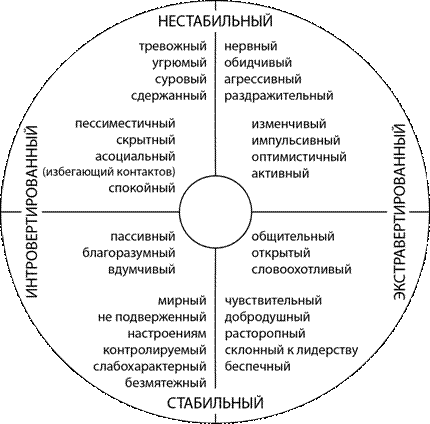 НЕСТАБИЛЬНЫЙ
тревожный
угрюмый
суровый
сдержанный
нервный
обидчивый
агрессивный
раздражительный
пессимистичный
скрытный
асоциальный
(избегающий контактов)
спокойный
изменчивый
импульсивный
оптимистичный
активный
ИНТРОВЕРТИРОВАННЫЙ
ЭКСТРАВЕРТИРОВАННЫЙ
пассивный
благоразумный
вдумчивый
общительный
открытый
словоохотливый
мирный
не подверженный
настроениям
контролируемый
слабохарактерный
безмятежный
чувствительный
добродушный
расторопный
склонный к лидерству
беспечный
СТАБИЛЬНЫЙ